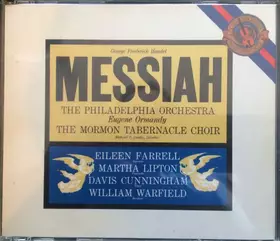 George Frederick Handel
MESSIAH
THE PHILADELPHIA ORCHESTRA
Eugene Ormandy
THE MORMON TABERNACLE CHOIR
EILEEN FARRELL
MARTHA LIPTON
DAVIS CUNNINGHAM
WILLIAM WARFIELD